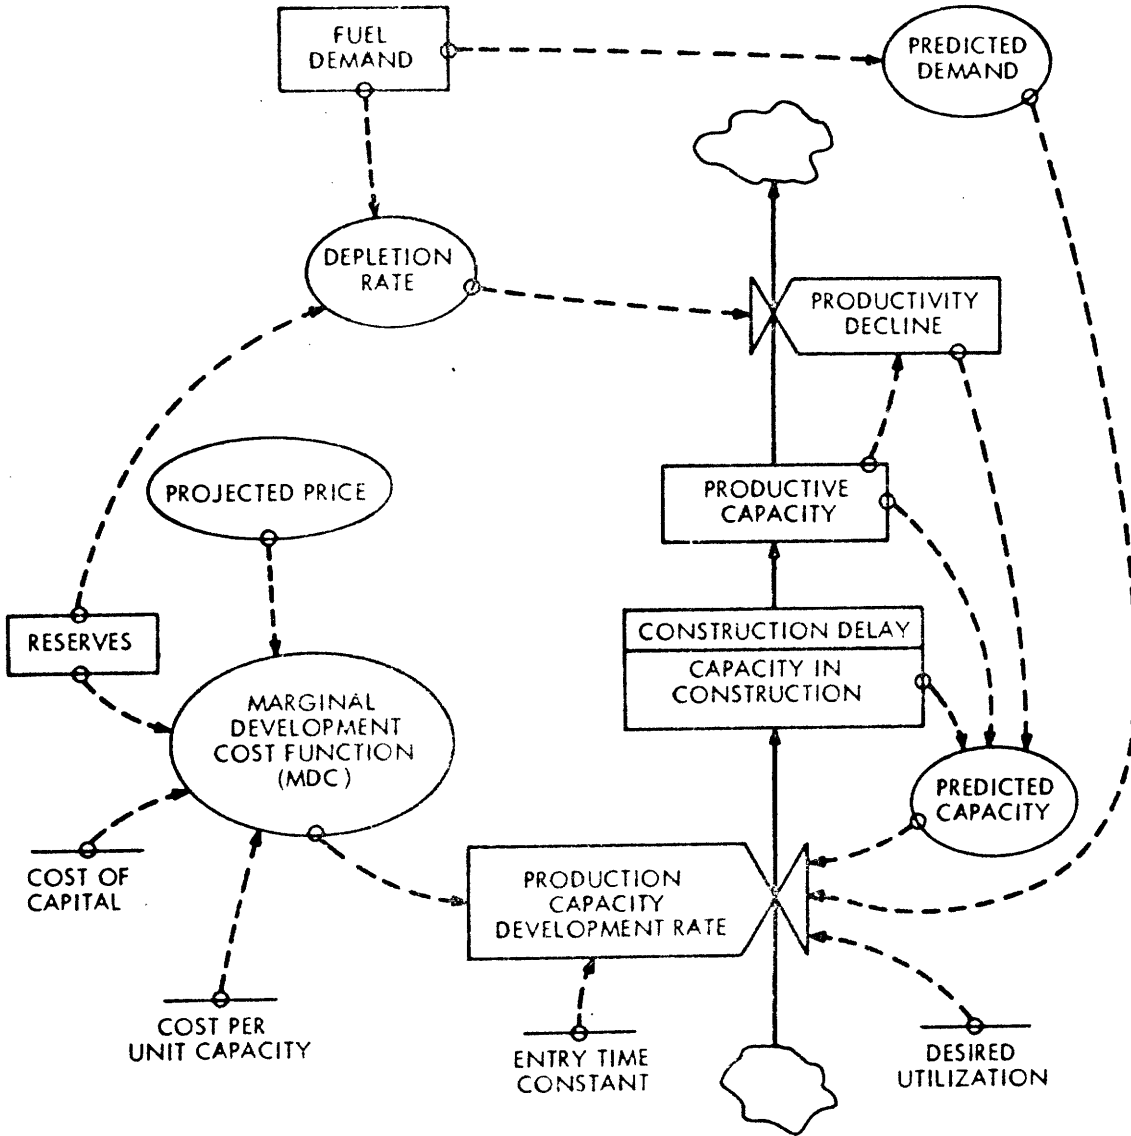 FUEL
DEMAND
PREDICTED
DEMAND
DEPLETION
RATE
PRODUCTIVITY
DECLINE
PROJECTED PRICE
PRODUCTIVE
CAPACITY
RESERVES
CONSTRUCTION DELAY
CAPACITY IN
CONSTRUCTION
MARGINAL
DEVELOPMENT
COST FUNCTION
(MDC)
PREDICTED
CAPACITY
COST OF
CAPITAL
PRODUCTION
CAPACITY
DEVELOPMENT RATE
COST PER
UNIT CAPACITY
ENTRY TIME
CONSTANT
DESIRED
UTILIZATION